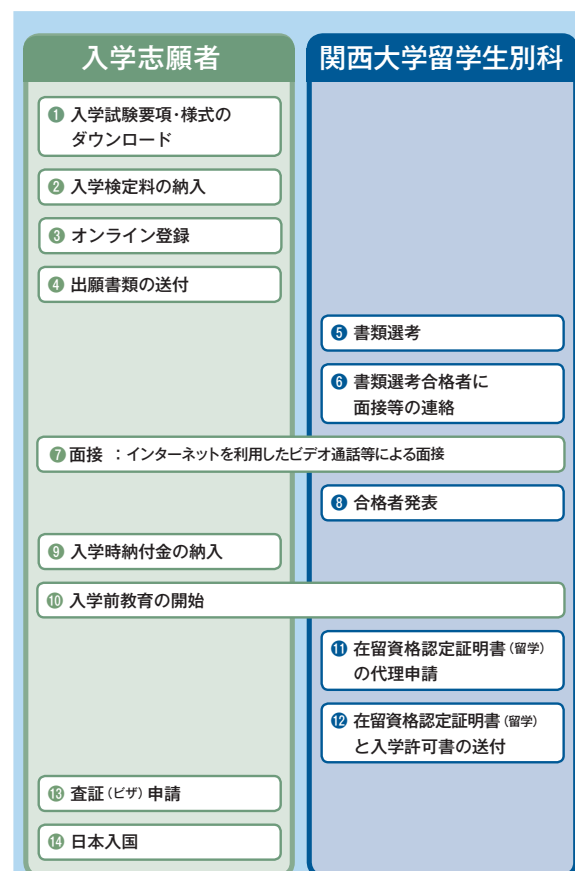 入学志願者
関西大学留学生別科
❶ 入学試験要項・様式の
ダウンロード
❷ 入学検定料の納入
❸ オンライン登録
❹ 出願書類の送付
❺ 書類選考
❻ 書類選考合格者に
面接等の連絡
❼ 面接 ：インターネットを利用したビデオ通話等による面接
❽ 合格者発表
❾ 入学時納付金の納入
❿ 入学前教育の開始
⓫ 在留資格認定証明書（留学）
の代理申請
⓬ 在留資格認定証明書（留学）
と入学許可書の送付
⓭ 査証（ビザ）申請
⓮ 日本入国